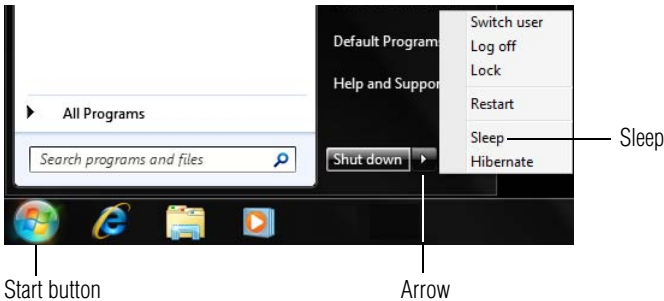 Switch user
Default Program
Log off
Lock
Help and Suppor
Restart
All Programs
Sleep
Sleep
Search programs and files
Shut down
Hibernate
Start button
Arrow